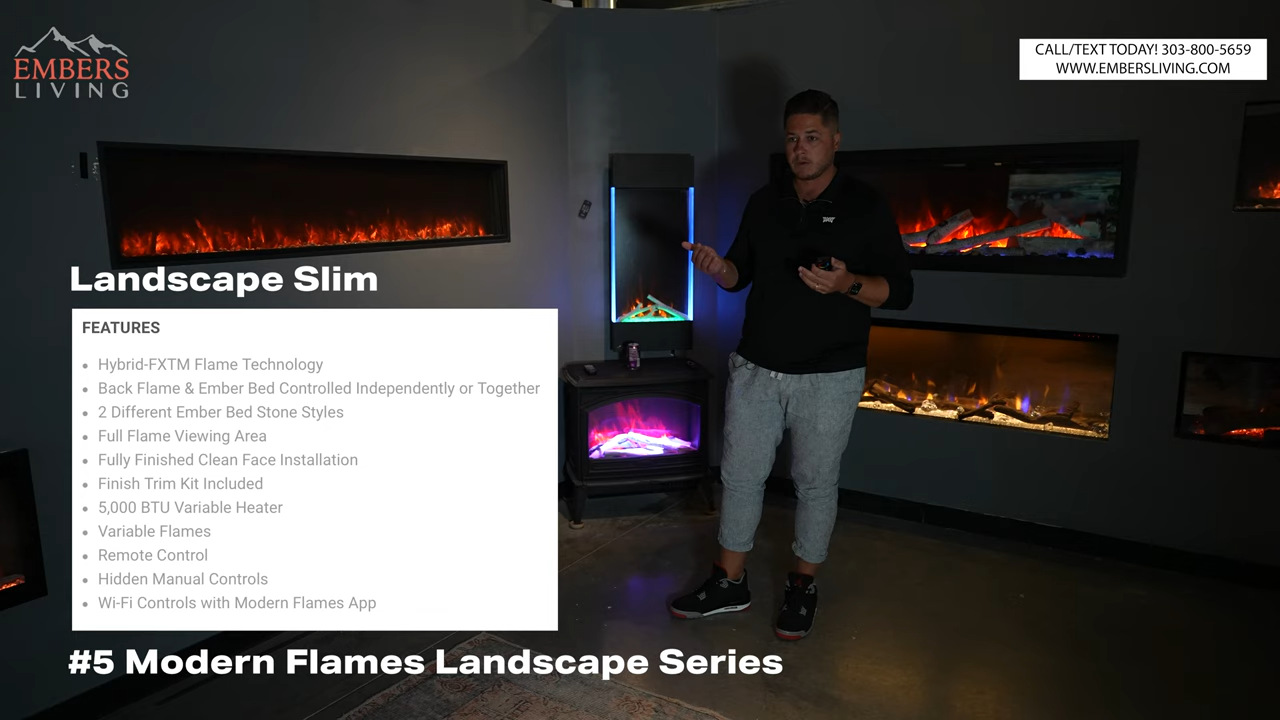 EMBERS
LIVING
CALL/TEXT TODAY! 303-800-5659
WWW.EMBERSLIVING.COM
Landscape Slim
FEATURES
Hybrid-FXTM Flame Technology
Back Flame & Ember Bed Controlled Independently or Together
2 Different Ember Bed Stone Styles
Full Flame Viewing Area
Fully Finished Clean Face Installation
Finish Trim Kit Included
5,000 BTU Variable Heater
Variable Flames
Remote Control
Hidden Manual Controls
Wi-Fi Controls with Modern Flames App
#5 Modern Flames Landscape Series